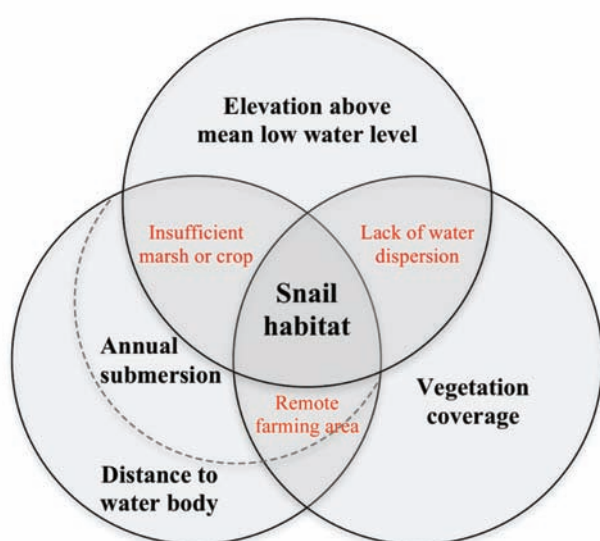 Elevation above
mean low water level
Insufficient
marsh or crop
Lack of water
dispersion
Snail
habitat
Annual
submersion
Remote
farming area
Vegetation
coverage
Distance to
water body